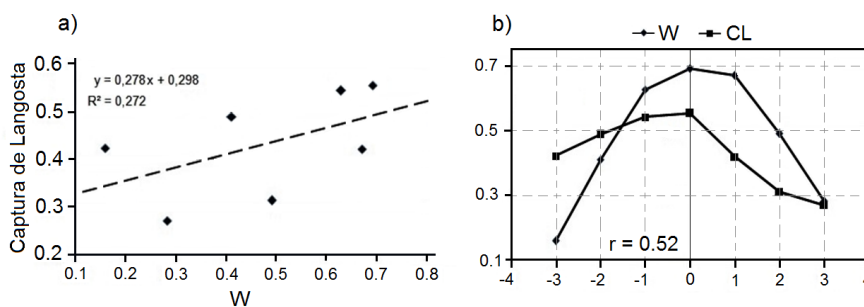 a)
Captura de Langosta
0.6
0.5
0.4
0.3
0.2
y = 0,278x + 0,298
R² = 0,272
0.1 0.2 0.3 0.4 0.5 0.6 0.7 0.8
W
b)
W CL
0.7
0.5
0.3
0.1
r = 0.52
-4 -3 -2 -1 0 1 2 3